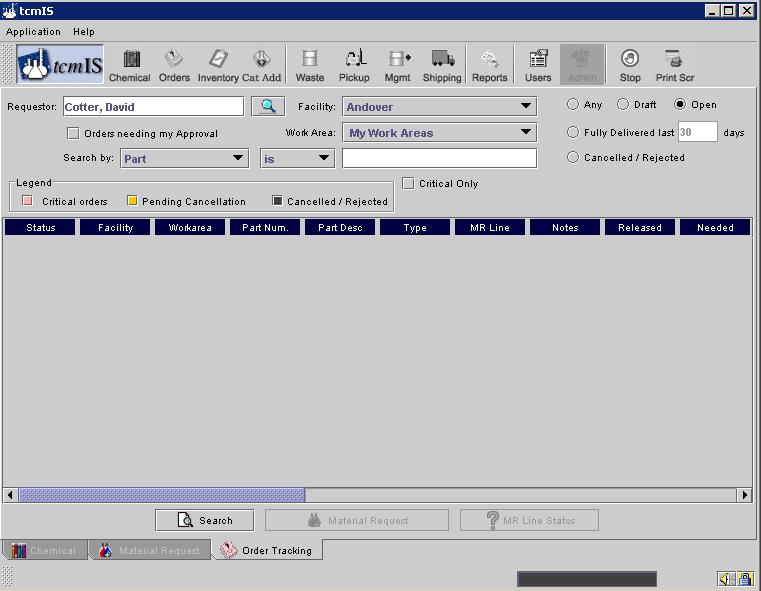 tcmIS
Application Help
tcmIS Chemical Orders Inventory Cat Add Waste Pickup Mgmt Shipping Reports Users Admin Stop Print Scr
Requestor: Cotter, David Facility: Andover Any Draft Open
Orders needing my Approval Work Area: My Work Areas Fully Delivered last 30 days
Search by: Part is Cancelled / Rejected
Legend Critical Only
Critical orders Pending Cancellation Cancelled / Rejected
Status Facility Workarea Part Num. Part Desc Type MR Line Notes Released Needed
Search Material Request MR Line Status
Chemical Material Request Order Tracking